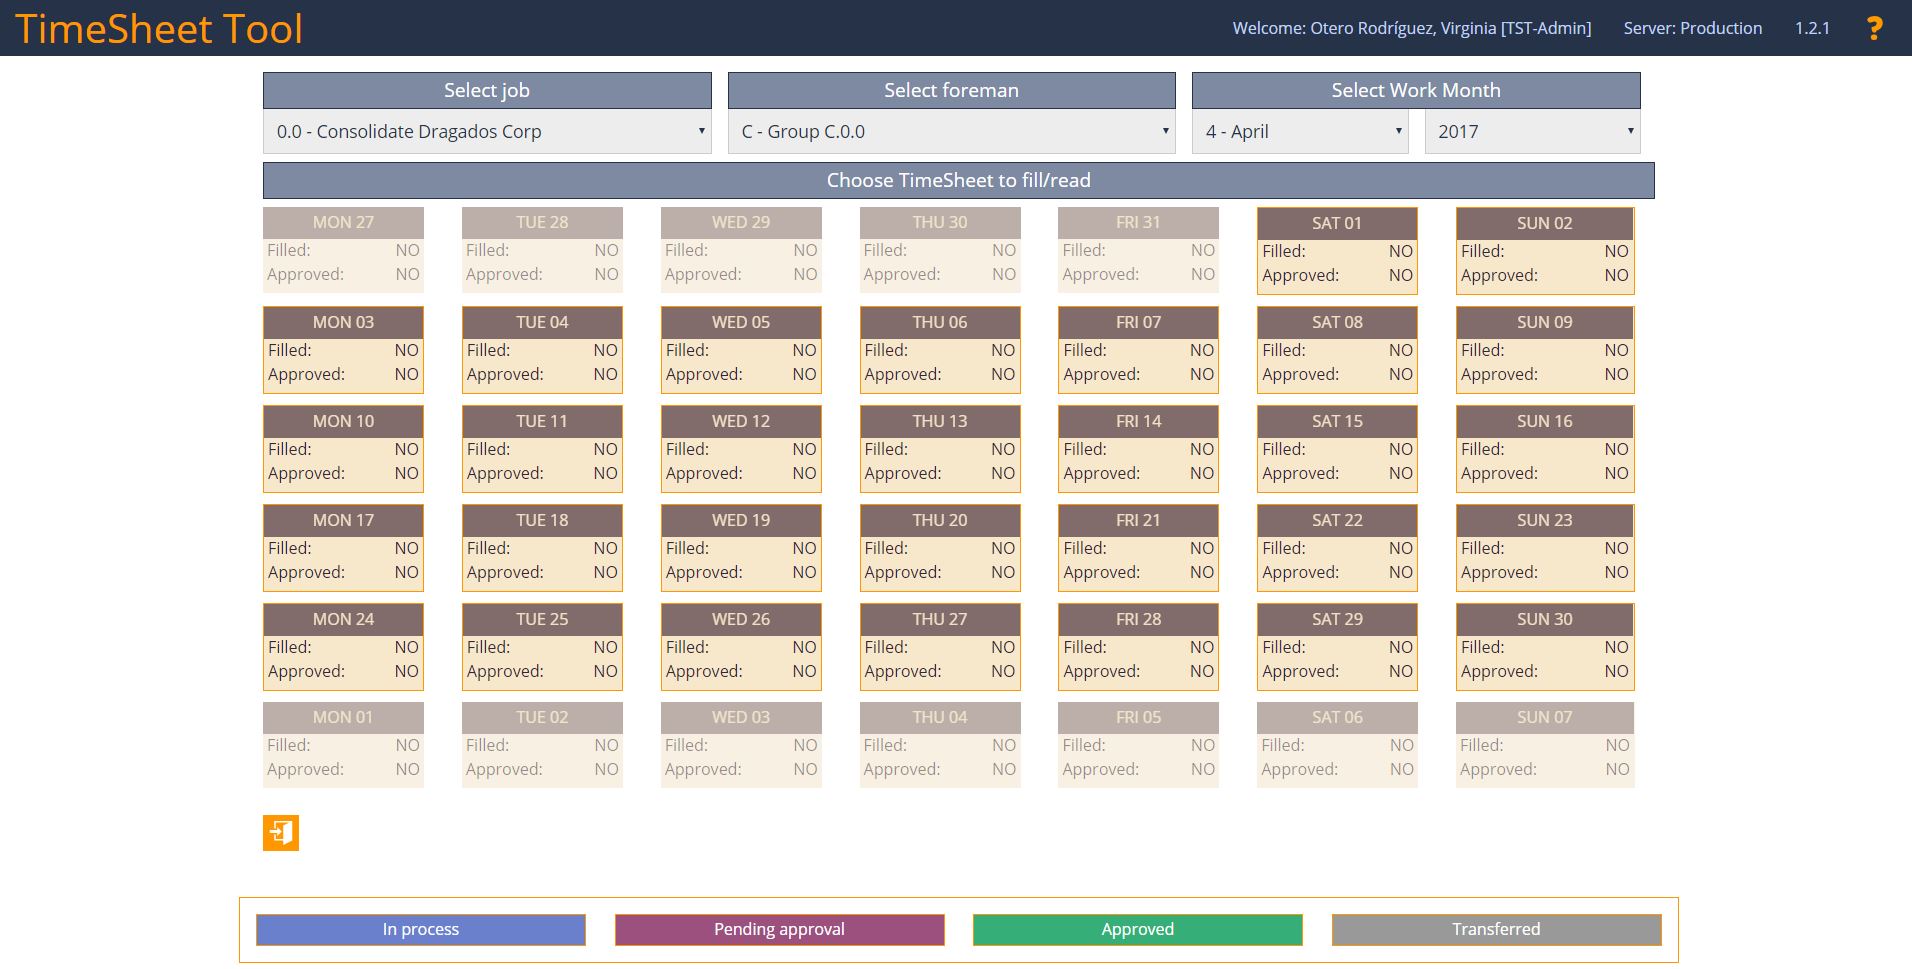 TimeSheet Tool
Welcome: Otero Rodríguez, Virginia [TST-Admin] Server: Production 1.2.1 ?
Select job Select foreman Select Work Month
0.0 - Consolidate Dragados Corp C - Group C.0.0 4 - April 2017
Choose TimeSheet to fill/read
MON 27 TUE 28 WED 29 THU 30 FRI 31 SAT 01 SUN 02
Filled: NO Filled: NO Filled: NO Filled: NO Filled: NO Filled: NO Filled: NO
Approved: NO Approved: NO Approved: NO Approved: NO Approved: NO Approved: NO Approved: NO
MON 03 TUE 04 WED 05 THU 06 FRI 07 SAT 08 SUN 09
Filled: NO Filled: NO Filled: NO Filled: NO Filled: NO Filled: NO Filled: NO
Approved: NO Approved: NO Approved: NO Approved: NO Approved: NO Approved: NO Approved: NO
MON 10 TUE 11 WED 12 THU 13 FRI 14 SAT 15 SUN 16
Filled: NO Filled: NO Filled: NO Filled: NO Filled: NO Filled: NO Filled: NO
Approved: NO Approved: NO Approved: NO Approved: NO Approved: NO Approved: NO Approved: NO
MON 17 TUE 18 WED 19 THU 20 FRI 21 SAT 22 SUN 23
Filled: NO Filled: NO Filled: NO Filled: NO Filled: NO Filled: NO Filled: NO
Approved: NO Approved: NO Approved: NO Approved: NO Approved: NO Approved: NO Approved: NO
MON 24 TUE 25 WED 26 THU 27 FRI 28 SAT 29 SUN 30
Filled: NO Filled: NO Filled: NO Filled: NO Filled: NO Filled: NO Filled: NO
Approved: NO Approved: NO Approved: NO Approved: NO Approved: NO Approved: NO Approved: NO
MON 01 TUE 02 WED 03 THU 04 FRI 05 SAT 06 SUN 07
Filled: NO Filled: NO Filled: NO Filled: NO Filled: NO Filled: NO Filled: NO
Approved: NO Approved: NO Approved: NO Approved: NO Approved: NO Approved: NO Approved: NO
In process Pending approval Approved Transferred